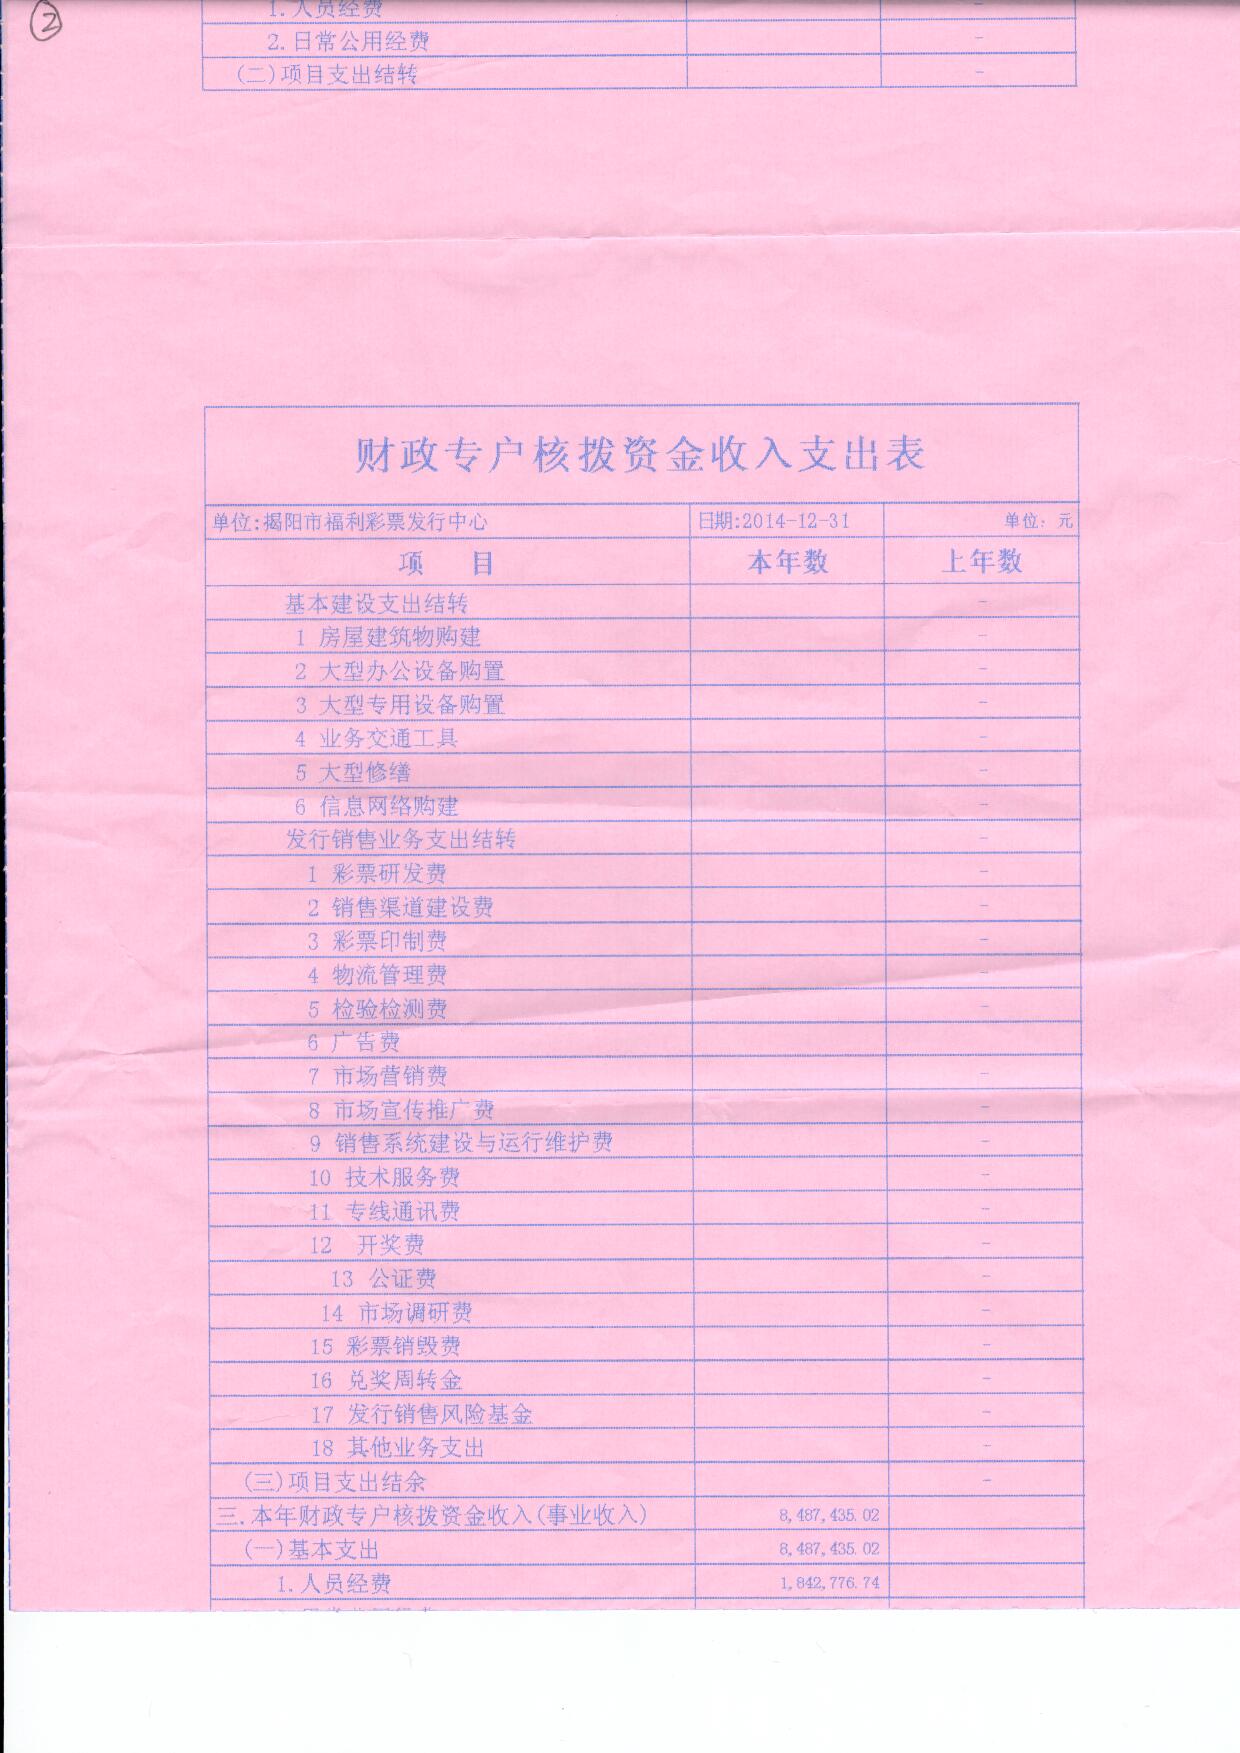 ②
1.人员经费 -
2.日常公用经费 -
(二)项目支出结转 -
财政专户核拨资金收入支出表
单位:揭阳市福利彩票发行中心 日期:2014-12-31 单位: 元
项 目 本年数 上年数
基本建设支出结转 -
1 房屋建筑物购建 -
2 大型办公设备购置 -
3 大型专用设备购置 -
4 业务交通工具 -
5 大型修缮 -
6 信息网络购建 -
发行销售业务支出结转 -
1 彩票研发费 -
2 销售渠道建设费 -
3 彩票印制费 -
4 物流管理费 -
5 检验检测费 -
6 广告费
7 市场营销费 -
8 市场宣传推广费 -
9 销售系统建设与运行维护费 -
10 技术服务费 -
11 专线通讯费 -
12 开奖费 -
13 公证费 -
14 市场调研费 -
15 彩票销毁费 -
16 兑奖周转金 -
17 发行销售风险基金 -
18 其他业务支出 -
(三)项目支出结余 -
三.本年财政专户核拨资金收入(事业收入) 8,487,435.02
(一)基本支出 8,487,435.02
1.人员经费 1,842,776.74